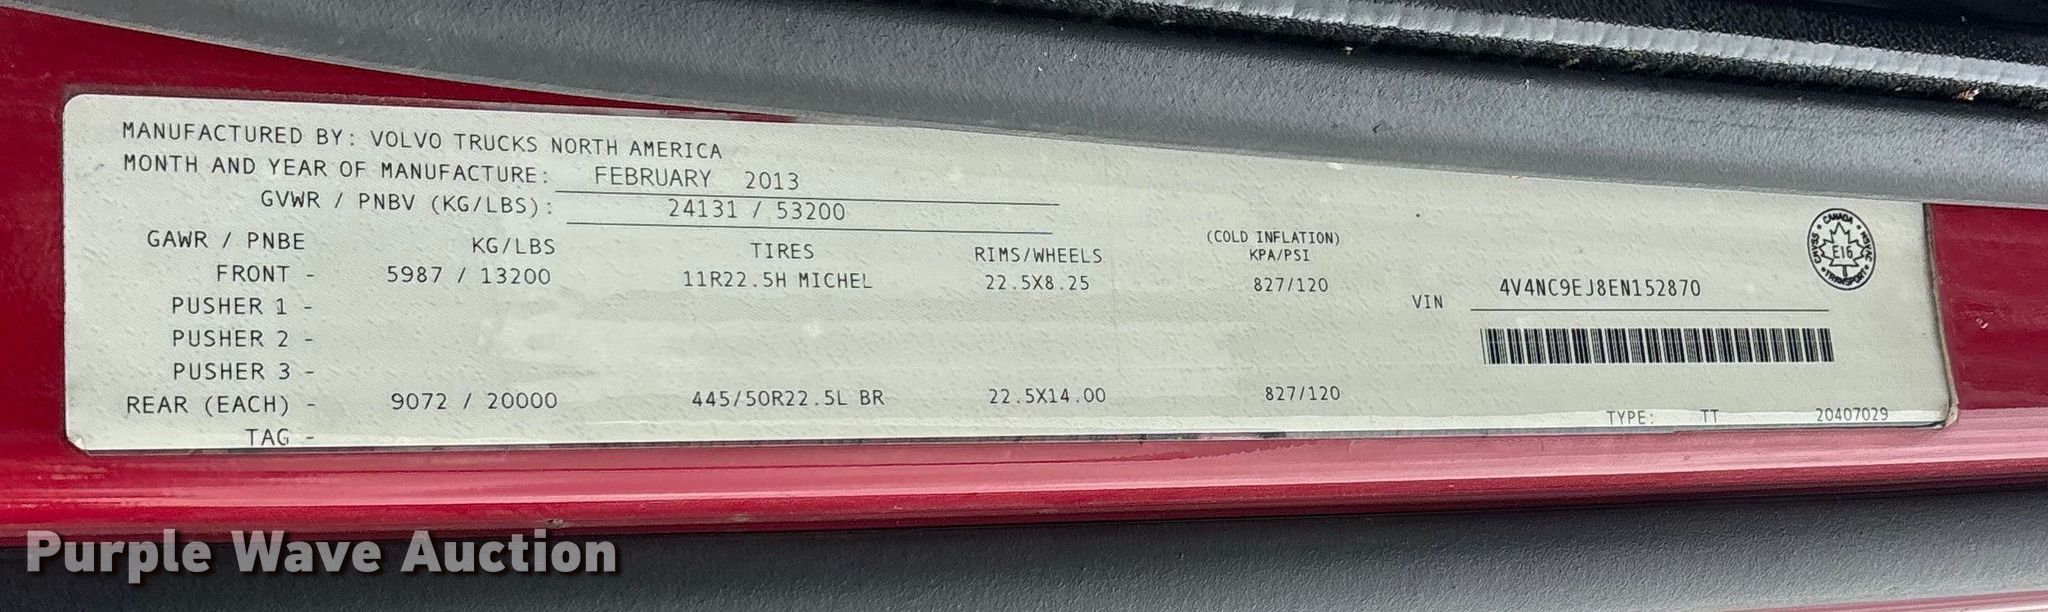 MANUFACTURED BY: VOLVO TRUCKS NORTH AMERICA
MONTH AND YEAR OF MANUFACTURE: FEBRUARY 2013
GVWR / PNBV (KG/LBS): 24131 / 53200
GAWR / PNBE KG/LBS TIRES RIMS/WHEELS (COLD INFLATION) KPA/PSI
FRONT - 5987 / 13200 11R22.5H MICHEL 22.5X8.25 827/120
PUSHER 1 -
PUSHER 2 -
PUSHER 3 -
REAR (EACH) - 9072 / 20000 445/50R22.5L BR 22.5X14.00 827/120
TAG -
VIN 4V4NC9EJ8EN152870
CANADA
E16
TRANSPORT
TYPE: TT 20407029
Purple Wave Auction